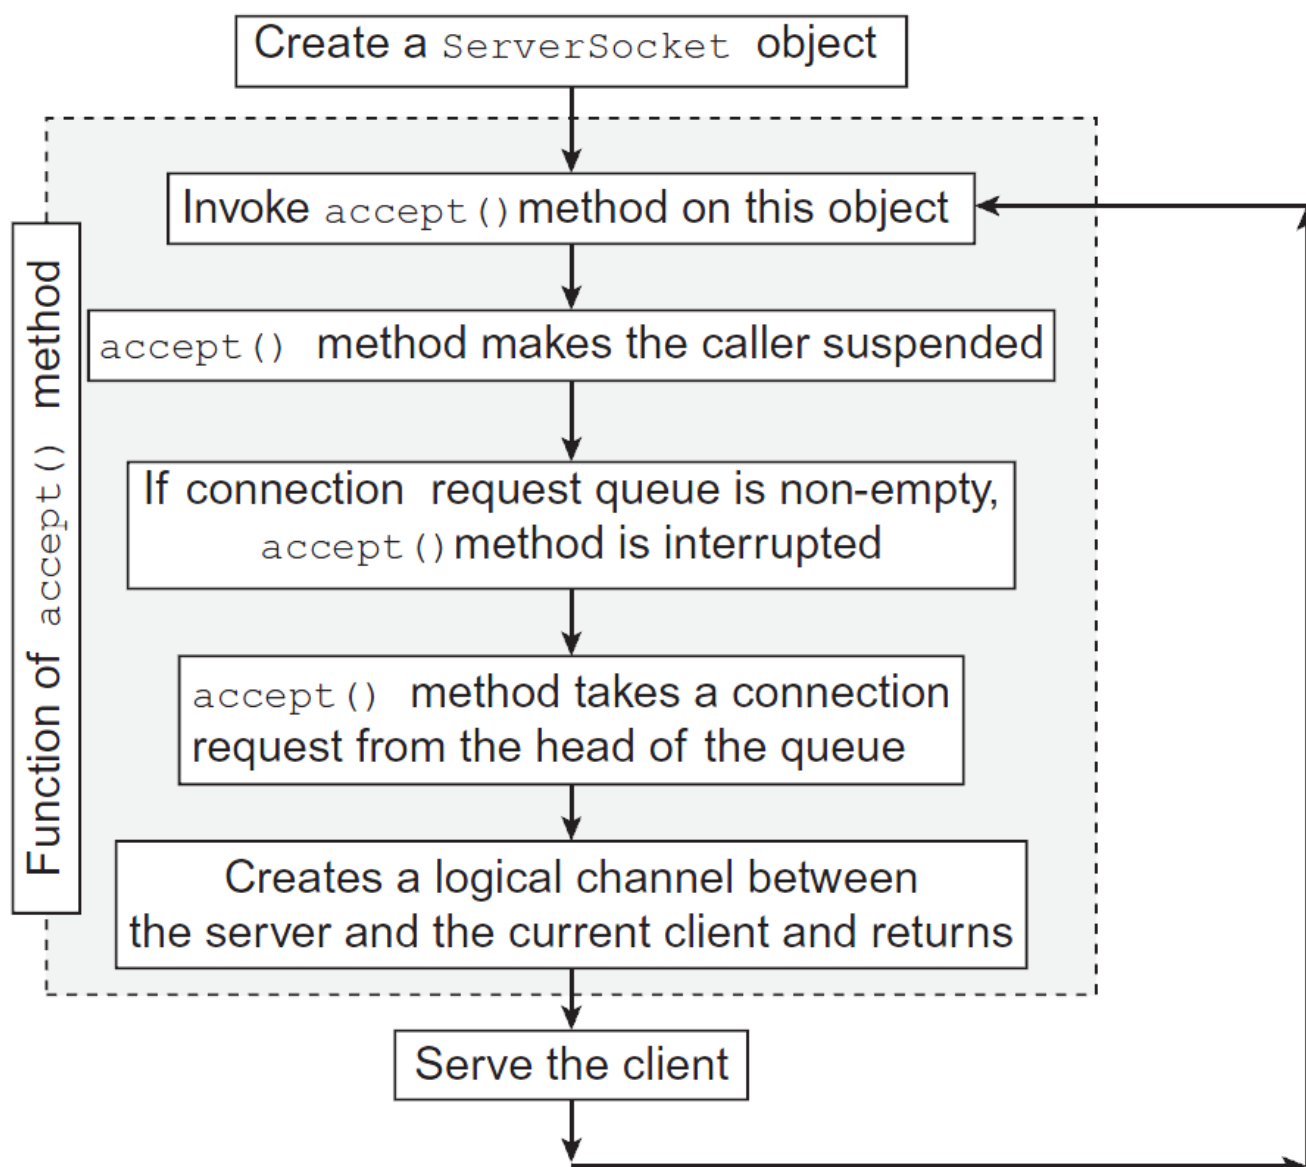 Create a ServerSocket object
Invoke accept() method on this object
accept() method makes the caller suspended
If connection request queue is non-empty,
accept() method is interrupted
accept() method takes a connection
request from the head of the queue
Creates a logical channel between
the server and the current client and returns
Serve the client
Function of accept() method